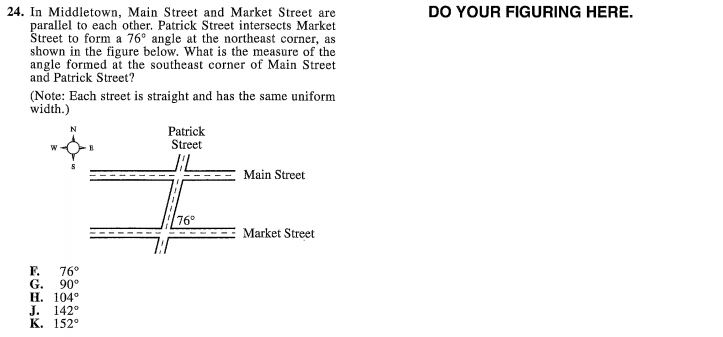 24. In Middletown, Main Street and Market Street are
parallel to each other. Patrick Street intersects Market
Street to form a 76° angle at the northeast corner, as
shown in the figure below. What is the measure of the
angle formed at the southeast corner of Main Street
and Patrick Street?
(Note: Each street is straight and has the same uniform
width.)
DO YOUR FIGURING HERE.
N
W E
S
Patrick
Street
Main Street
76°
Market Street
F. 76°
G. 90°
H. 104°
J. 142°
K. 152°